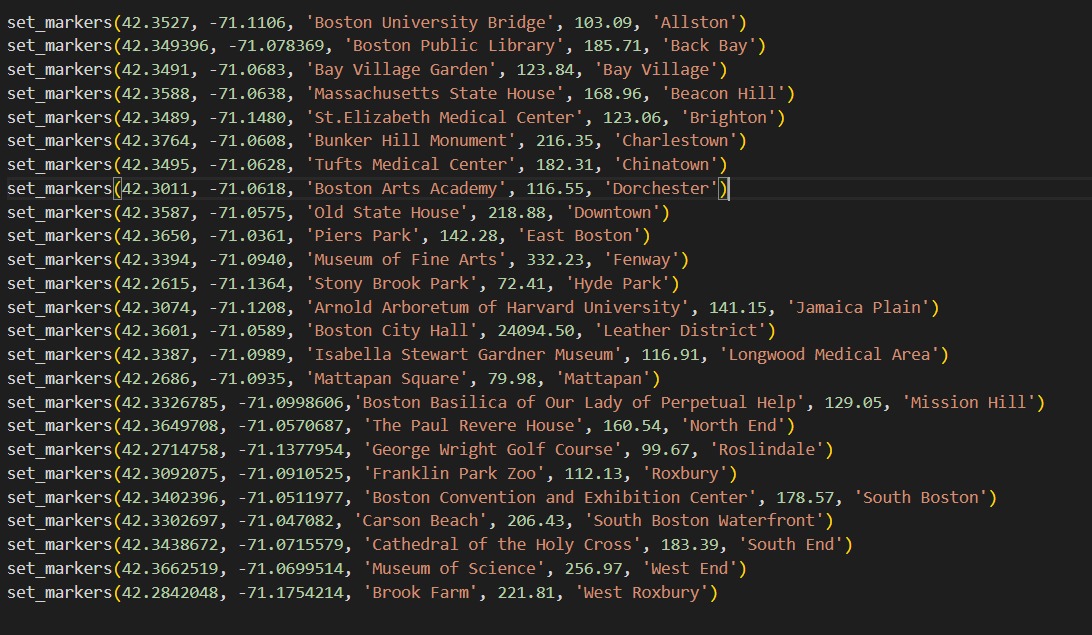 set_markers(42.3527, -71.1106, 'Boston University Bridge', 103.09, 'Allston')
set_markers(42.349396, -71.078369, 'Boston Public Library', 185.71, 'Back Bay')
set_markers(42.3491, -71.0683, 'Bay Village Garden', 123.84, 'Bay Village')
set_markers(42.3588, -71.0638, 'Massachusetts State House', 168.96, 'Beacon Hill')
set_markers(42.3489, -71.1480, 'St.Elizabeth Medical Center', 123.06, 'Brighton')
set_markers(42.3764, -71.0608, 'Bunker Hill Monument', 216.35, 'Charlestown')
set_markers(42.3495, -71.0628, 'Tufts Medical Center', 182.31, 'Chinatown')
set_markers(42.3011, -71.0618, 'Boston Arts Academy', 116.55, 'Dorchester')
set_markers(42.3587, -71.0575, 'Old State House', 218.88, 'Downtown')
set_markers(42.3650, -71.0361, 'Piers Park', 142.28, 'East Boston')
set_markers(42.3394, -71.0940, 'Museum of Fine Arts', 332.23, 'Fenway')
set_markers(42.2615, -71.1364, 'Stony Brook Park', 72.41, 'Hyde Park')
set_markers(42.3074, -71.1208, 'Arnold Arboretum of Harvard University', 141.15, 'Jamaica Plain')
set_markers(42.3601, -71.0589, 'Boston City Hall', 24094.50, 'Leather District')
set_markers(42.3387, -71.0989, 'Isabella Stewart Gardner Museum', 116.91, 'Longwood Medical Area')
set_markers(42.2686, -71.0935, 'Mattapan Square', 79.98, 'Mattapan')
set_markers(42.3326785, -71.0998606,'Boston Basilica of Our Lady of Perpetual Help', 129.05, 'Mission Hill')
set_markers(42.3649708, -71.0570687, 'The Paul Revere House', 160.54, 'North End')
set_markers(42.2714758, -71.1377954, 'George Wright Golf Course', 99.67, 'Roslindale')
set_markers(42.3092075, -71.0910525, 'Franklin Park Zoo', 112.13, 'Roxbury')
set_markers(42.3402396, -71.0511977, 'Boston Convention and Exhibition Center', 178.57, 'South Boston')
set_markers(42.3302697, -71.047082, 'Carson Beach', 206.43, 'South Boston Waterfront')
set_markers(42.3438672, -71.0715579, 'Cathedral of the Holy Cross', 183.39, 'South End')
set_markers(42.3662519, -71.0699514, 'Museum of Science', 256.97, 'West End')
set_markers(42.2842048, -71.1754214, 'Brook Farm', 221.81, 'West Roxbury')